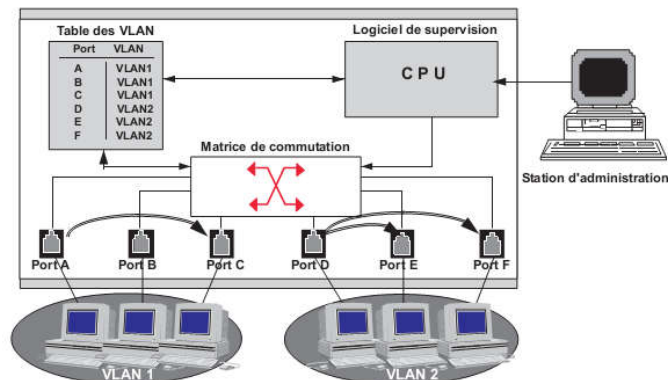 Table des VLAN
Logiciel de supervision
Port VLAN
A VLAN1
B VLAN1
C VLAN1
D VLAN2
E VLAN2
F VLAN2
C P U
Matrice de commutation
Station d'administration
Port A Port B Port C Port D Port E Port F
VLAN 1 VLAN 2